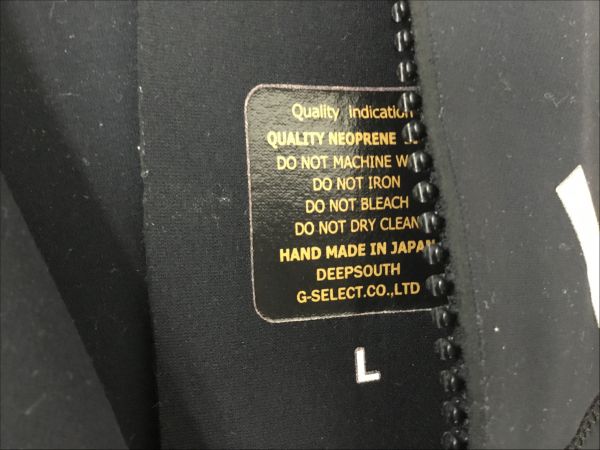 Quality Indication
QUALITY NEOPRENE
DO NOT MACHINE
DO NOT IRON
DO NOT BLEACH
DO NOT DRY CLEAN
HAND MADE IN JAPAN
DEEPSOUTH
G-SELECT.CO.,LTD
L